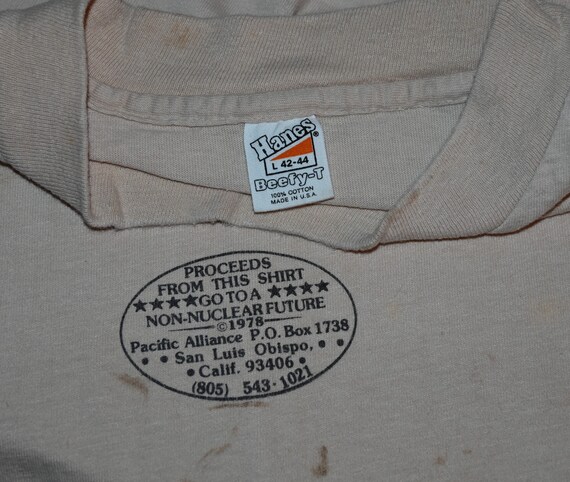 Hanes®
L 42-44
Beefy-T
100% COTTON
MADE IN U.S.A.
PROCEEDS
FROM THIS SHIRT
★★★★GO TO A★★★★
NON-NUCLEAR FUTURE
©1978
Pacific Alliance P.O. Box 1738
• • San Luis Obispo, • •
• Calif. 93406 •
(805) 543-1021